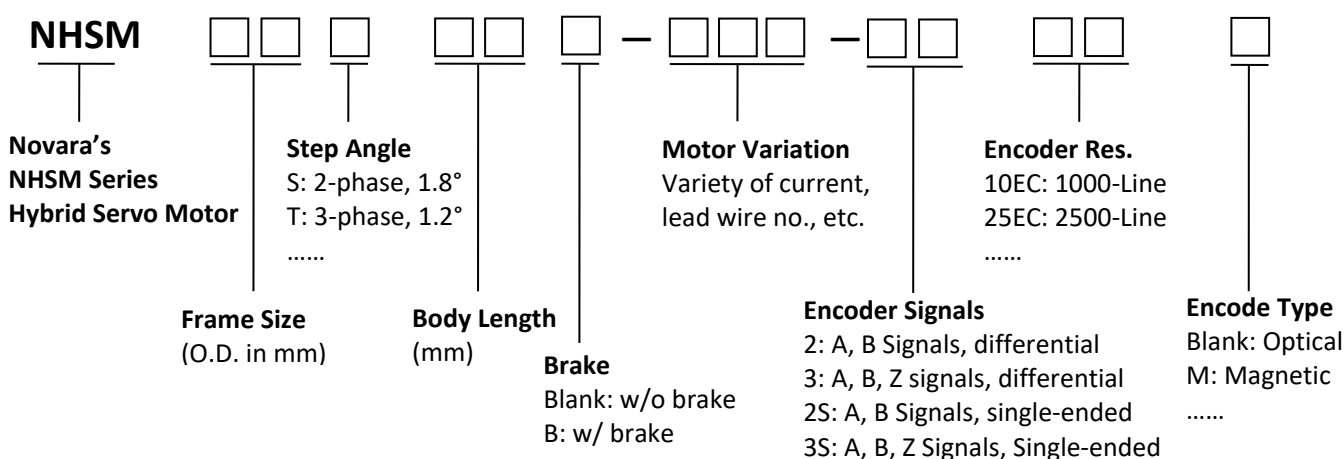 NHSM □□ □ □□ □ – □□□ – □□ □□ □
Novara’s
NHSM Series
Hybrid Servo Motor
Step Angle
S: 2-phase, 1.8°
T: 3-phase, 1.2°
……
Motor Variation
Variety of current,
lead wire no., etc.
Encoder Res.
10EC: 1000-Line
25EC: 2500-Line
……
Frame Size
(O.D. in mm)
Body Length
(mm)
Brake
Blank: w/o brake
B: w/ brake
Encoder Signals
2: A, B Signals, differential
3: A, B, Z signals, differential
2S: A, B Signals, single-ended
3S: A, B, Z Signals, Single-ended
Encode Type
Blank: Optical
M: Magnetic
……